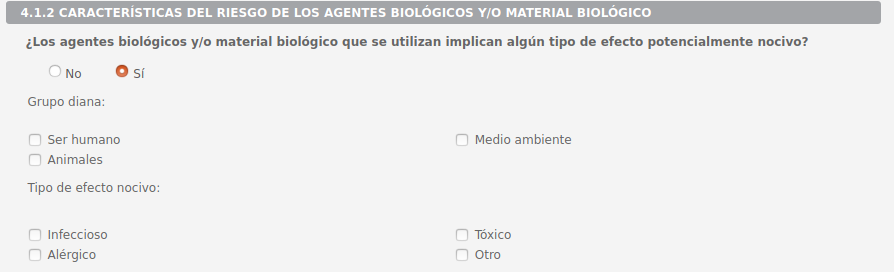 4.1.2 CARACTERÍSTICAS DEL RIESGO DE LOS AGENTES BIOLÓGICOS Y/O MATERIAL BIOLÓGICO
¿Los agentes biológicos y/o material biológico que se utilizan implican algún tipo de efecto potencialmente nocivo?
No Sí
Grupo diana:
Ser humano Medio ambiente
Animales
Tipo de efecto nocivo:
Infeccioso Tóxico
Alérgico Otro